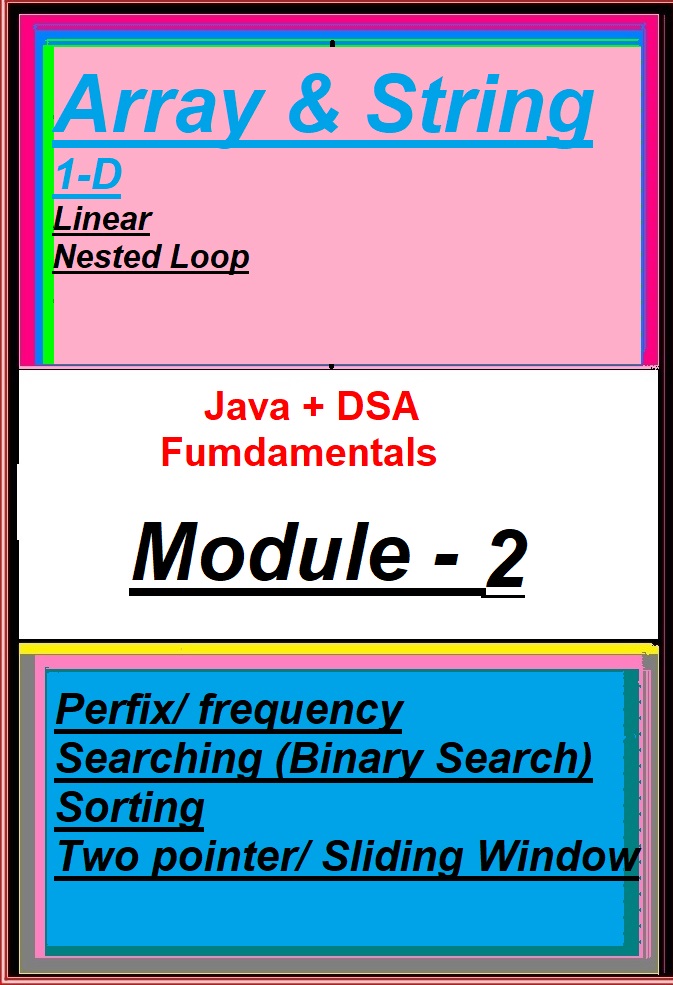 Array & String
1-D
Linear
Nested Loop
Java + DSA
Fumdamentals
Module - 2
Perfix/ frequency
Searching (Binary Search)
Sorting
Two pointer/ Sliding Window